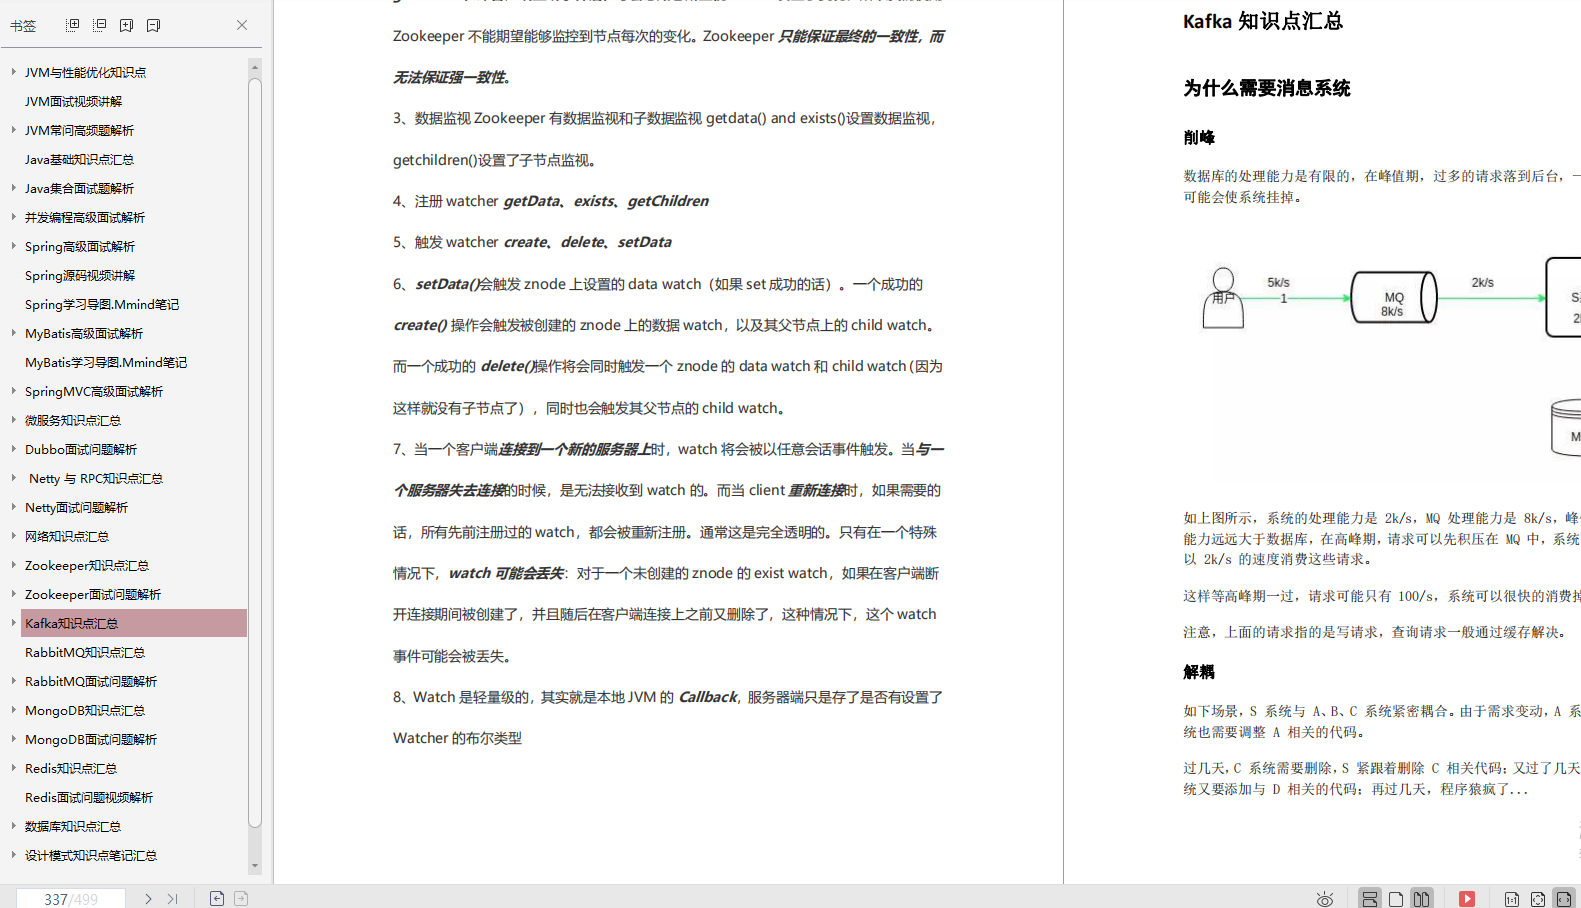 书签
JVM与性能优化知识点
JVM面试视频讲解
JVM常问高频题解析
Java基础知识点汇总
Java集合面试题解析
并发编程高级面试解析
Spring高级面试解析
Spring源码视频讲解
Spring学习导图.Mmind笔记
MyBatis高级面试解析
MyBatis学习导图.Mmind笔记
SpringMVC高级面试解析
微服务知识点汇总
Dubbo面试问题解析
Netty 与 RPC知识点汇总
Netty面试问题解析
网络知识点汇总
Zookeeper知识点汇总
Zookeeper面试问题解析
Kafka知识点汇总
RabbitMQ知识点汇总
RabbitMQ面试问题解析
MongoDB知识点汇总
MongoDB面试问题解析
Redis知识点汇总
Redis面试问题视频解析
数据库知识点汇总
设计模式知识点笔记汇总
Zookeeper 不能期望能够监控到节点每次的变化。Zookeeper 只能保证最终的一致性，而
无法保证强一致性。
3、数据监视 Zookeeper 有数据监视和子数据监视 getdata() and exists()设置数据监视，
getchildren()设置了子节点监视。
4、注册 watcher getData、exists、getChildren
5、触发 watcher create、delete、setData
6、setData()会触发 znode 上设置的 data watch（如果 set 成功的话）。一个成功的
create() 操作会触发被创建的 znode 上的数据 watch，以及其父节点上的 child watch。
而一个成功的 delete()操作将会同时触发一个 znode 的 data watch 和 child watch（因为
这样就没有子节点了），同时也会触发其父节点的 child watch。
7、当一个客户端连接到一个新的服务器上时，watch 将会被以任意会话事件触发。当与一
个服务器失去连接的时候，是无法接收到 watch 的。而当 client 重新连接时，如果需要的
话，所有先前注册过的 watch，都会被重新注册。通常这是完全透明的。只有在一个特殊
情况下，watch 可能会丢失：对于一个未创建的 znode 的 exist watch，如果在客户端断
开连接期间被创建了，并且随后在客户端连接上之前又删除了，这种情况下，这个 watch
事件可能会被丢失。
8、Watch 是轻量级的，其实就是本地 JVM 的 Callback，服务器端只是存了是否有设置了
Watcher 的布尔类型
Kafka 知识点汇总
为什么需要消息系统
削峰
数据库的处理能力是有限的，在峰值期，过多的请求落到后台，一
可能会使系统挂掉。
用户
5k/s
1
MQ
8k/s
2k/s
S
2
M
如上图所示，系统的处理能力是 2k/s，MQ 处理能力是 8k/s，峰
能力远远大于数据库，在高峰期，请求可以先积压在 MQ 中，系统
以 2k/s 的速度消费这些请求。
这样等高峰期一过，请求可能只有 100/s，系统可以很快的消费掉
注意，上面的请求指的是写请求，查询请求一般通过缓存解决。
解耦
如下场景，S 系统与 A、B、C 系统紧密耦合。由于需求变动，A 系
统也需要调整 A 相关的代码。
过几天，C 系统需要删除，S 紧跟着删除 C 相关代码；又过了几天
统又要添加与 D 相关的代码；再过几天，程序猿疯了...
337/499
1:1